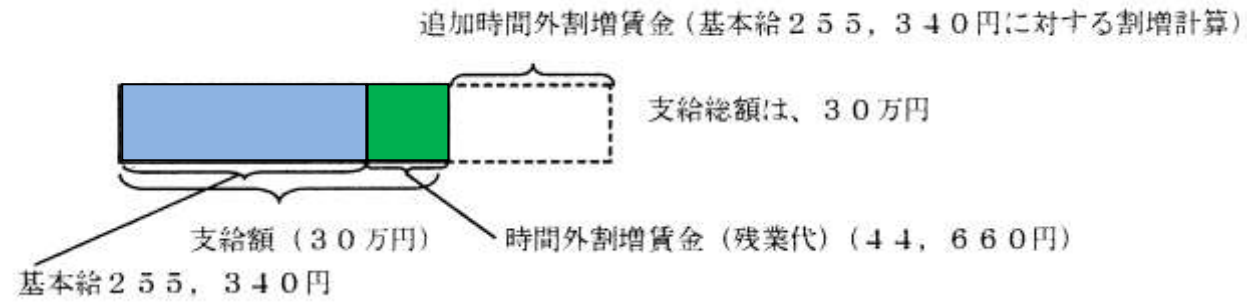 追加時間外割増賃金（基本給２５５，３４０円に対する割増計算）
支給総額は、３０万円
支給額（３０万円）
時間外割増賃金（残業代）（４４，６６０円）
基本給２５５，３４０円